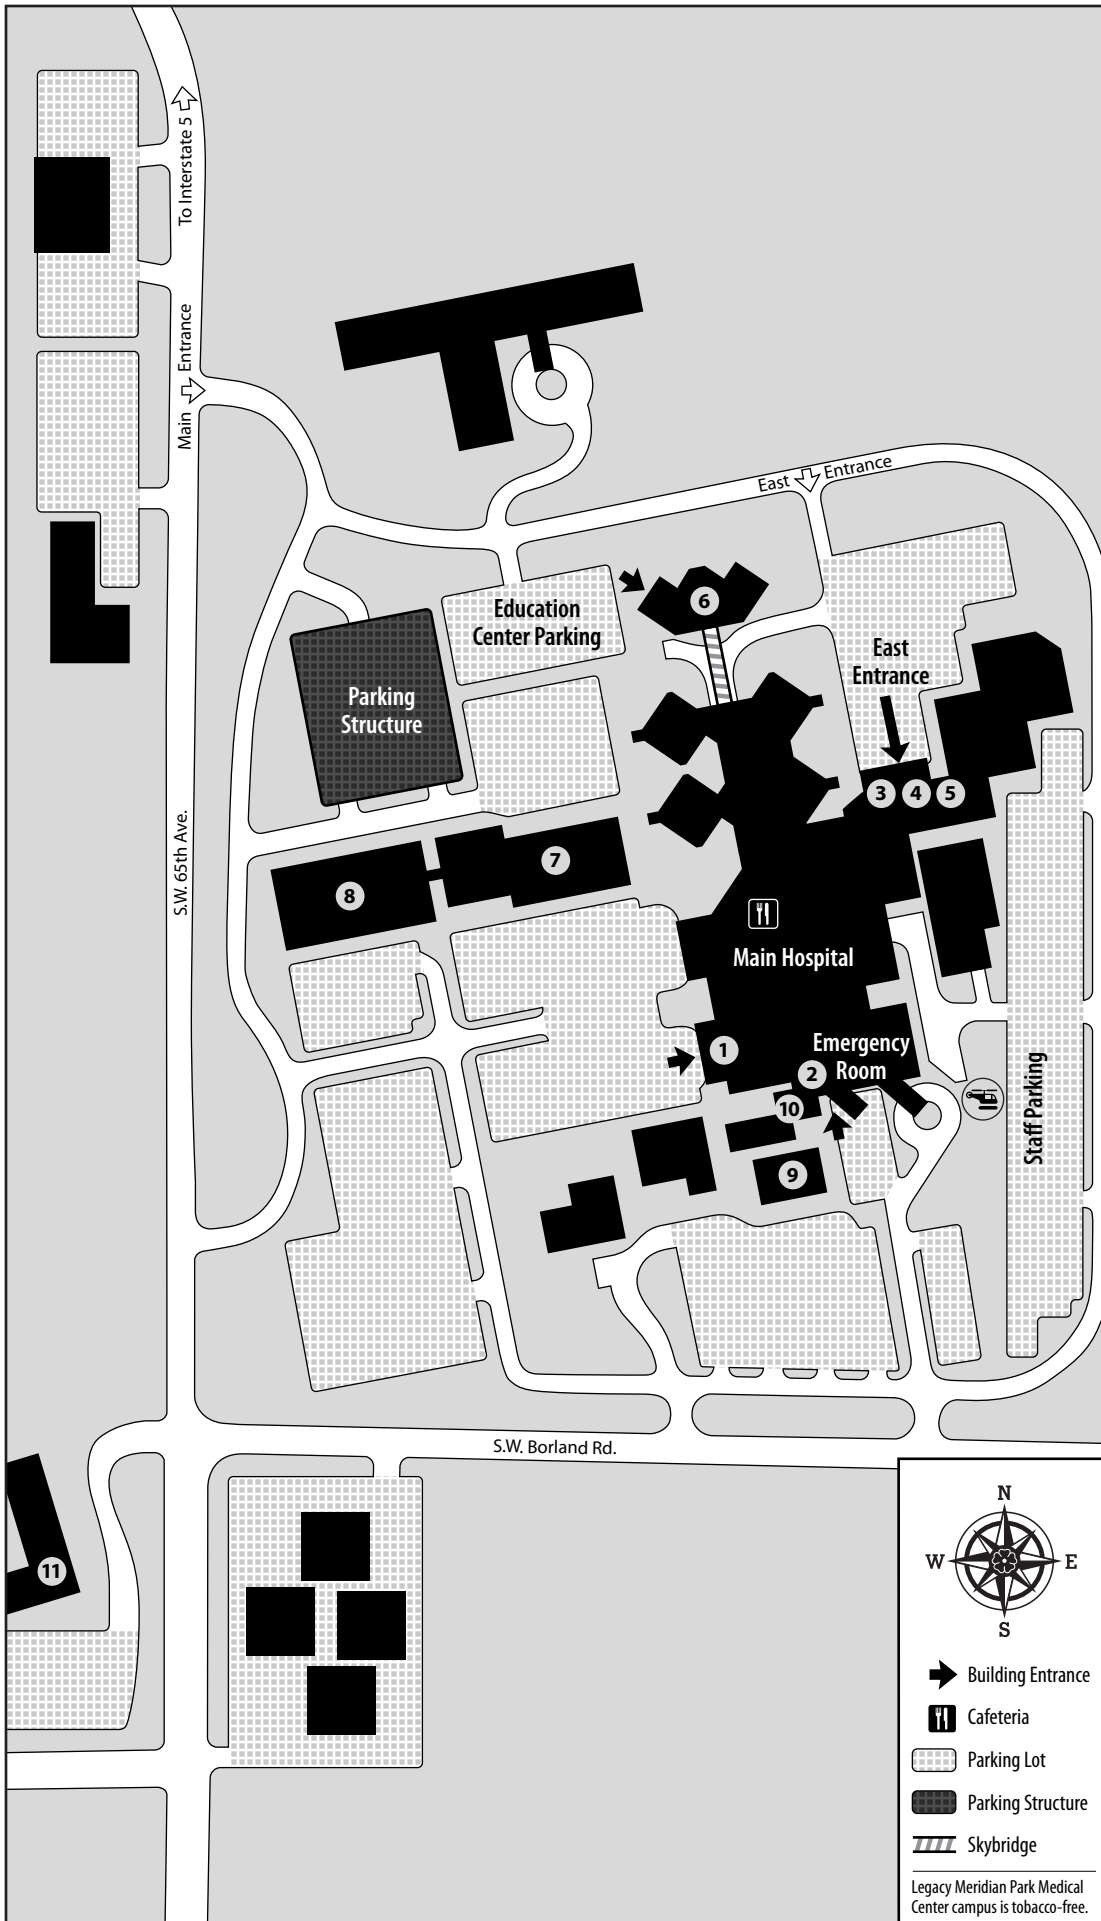 To Interstate 5
Main Entrance
East Entrance
6
Education
Center Parking
East
Entrance
Parking
Structure
3
4
5
7
8
S.W. 65th Ave.
Main Hospital
1
Emergency
Room
2
10
9
Staff Parking
S.W. Borland Rd.
11
N
W
E
S
Building Entrance
Cafeteria
Parking Lot
Parking Structure
Skybridge
Legacy Meridian Park Medical
Center campus is tobacco-free.